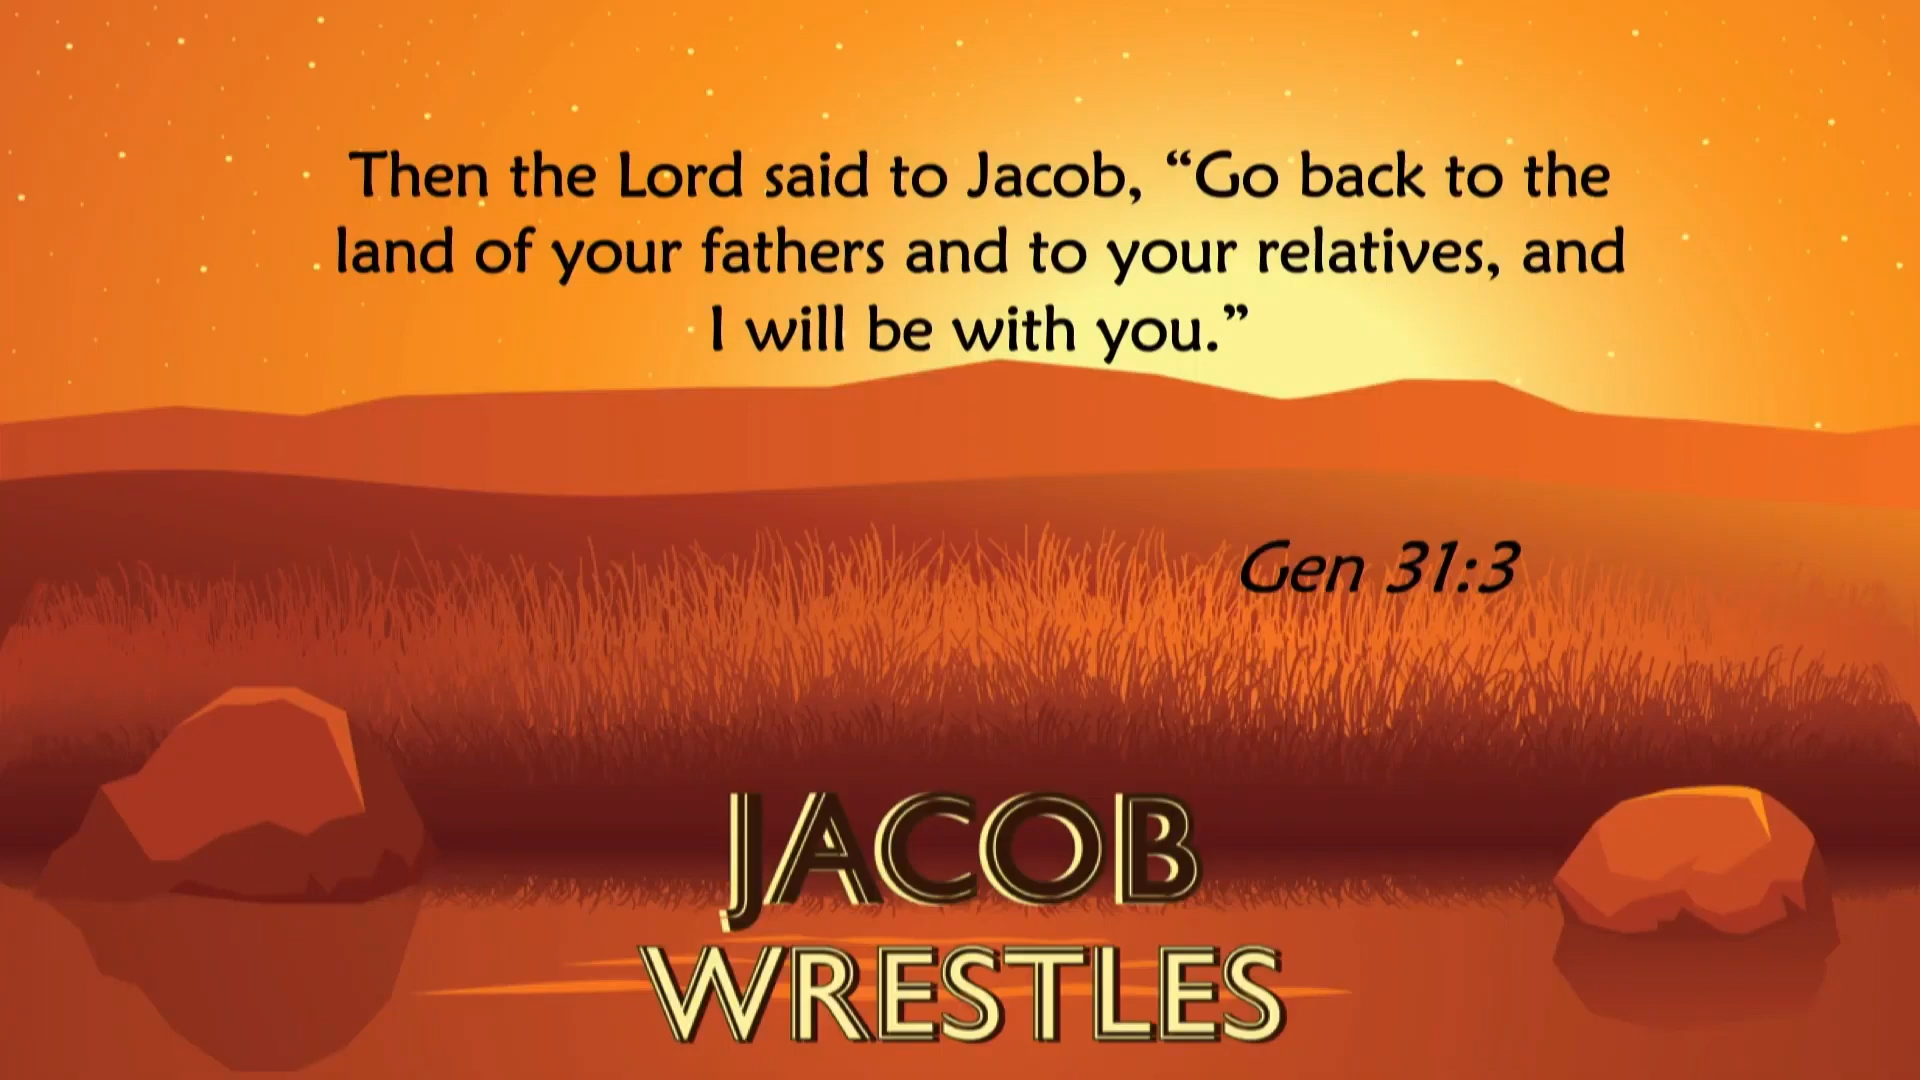 Then the Lord said to Jacob, “Go back to the
land of your fathers and to your relatives, and
I will be with you.”
Gen 31:3
JACOB
WRESTLES